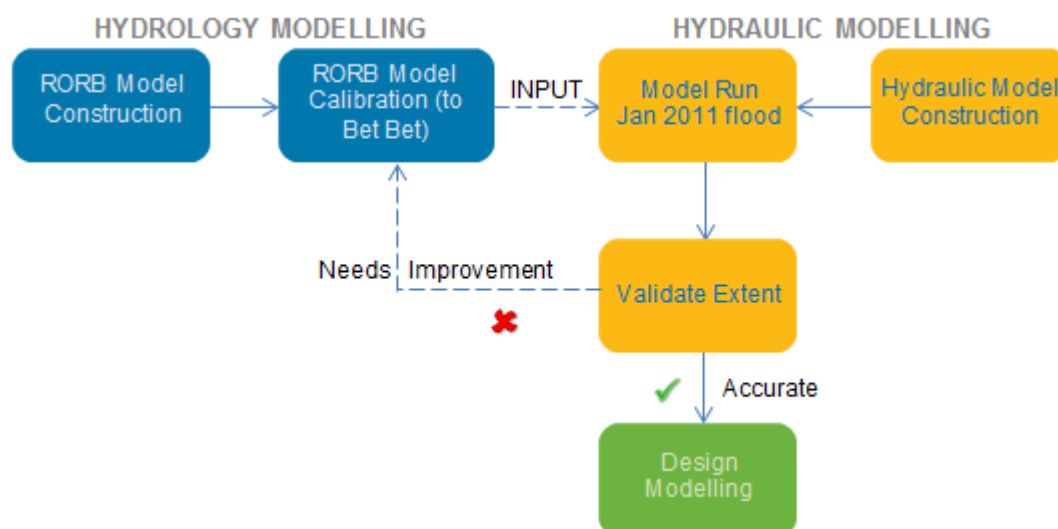 HYDROLOGY MODELLING
HYDRAULIC MODELLING
RORB Model
Construction
RORB Model
Calibration (to
Bet Bet)
INPUT
Model Run
Jan 2011 flood
Hydraulic Model
Construction
Needs Improvement
Validate Extent
Accurate
Design
Modelling